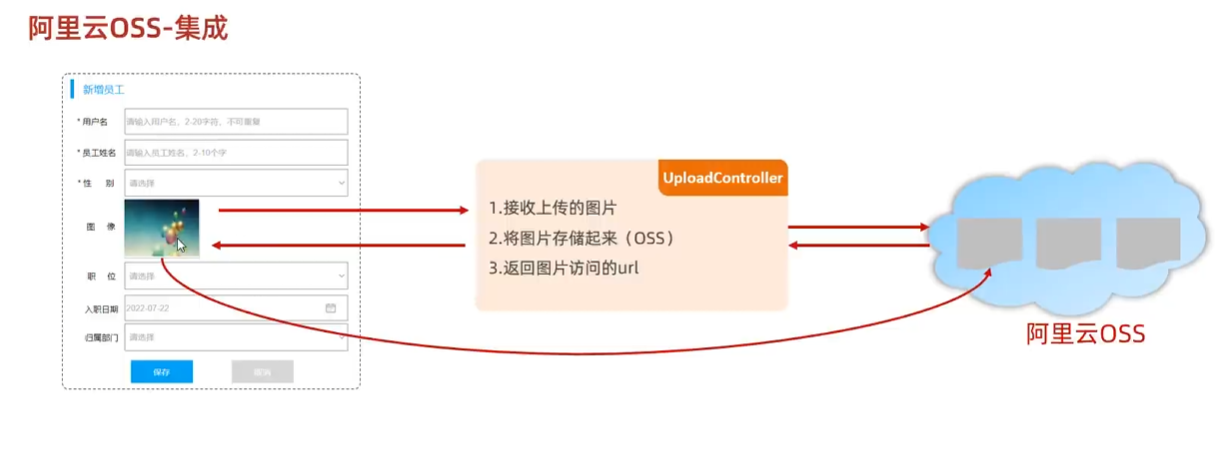 阿里云OSS-集成
新增员工
* 用户名 请输入用户名，2-20字符，不可重复
* 员工姓名 请输入员工姓名，2-10个字
* 性 别 请选择
图 像
职 位 请选择
入职日期 2022-07-22
归属部门 请选择
保存 取消
UploadController
1.接收上传的图片
2.将图片存储起来（OSS）
3.返回图片访问的url
阿里云OSS